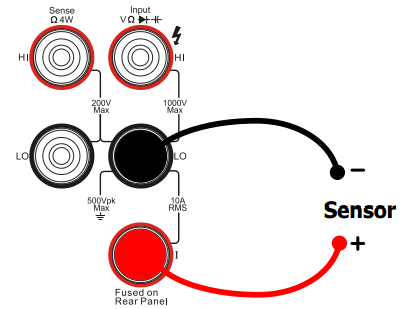 Sense
Ω 4W
Input
V Ω
HI
HI
200V
Max
1000V
Max
LO
LO
500Vpk
Max
10A
RMS
−
Sensor
+
I
Fused on
Rear Panel